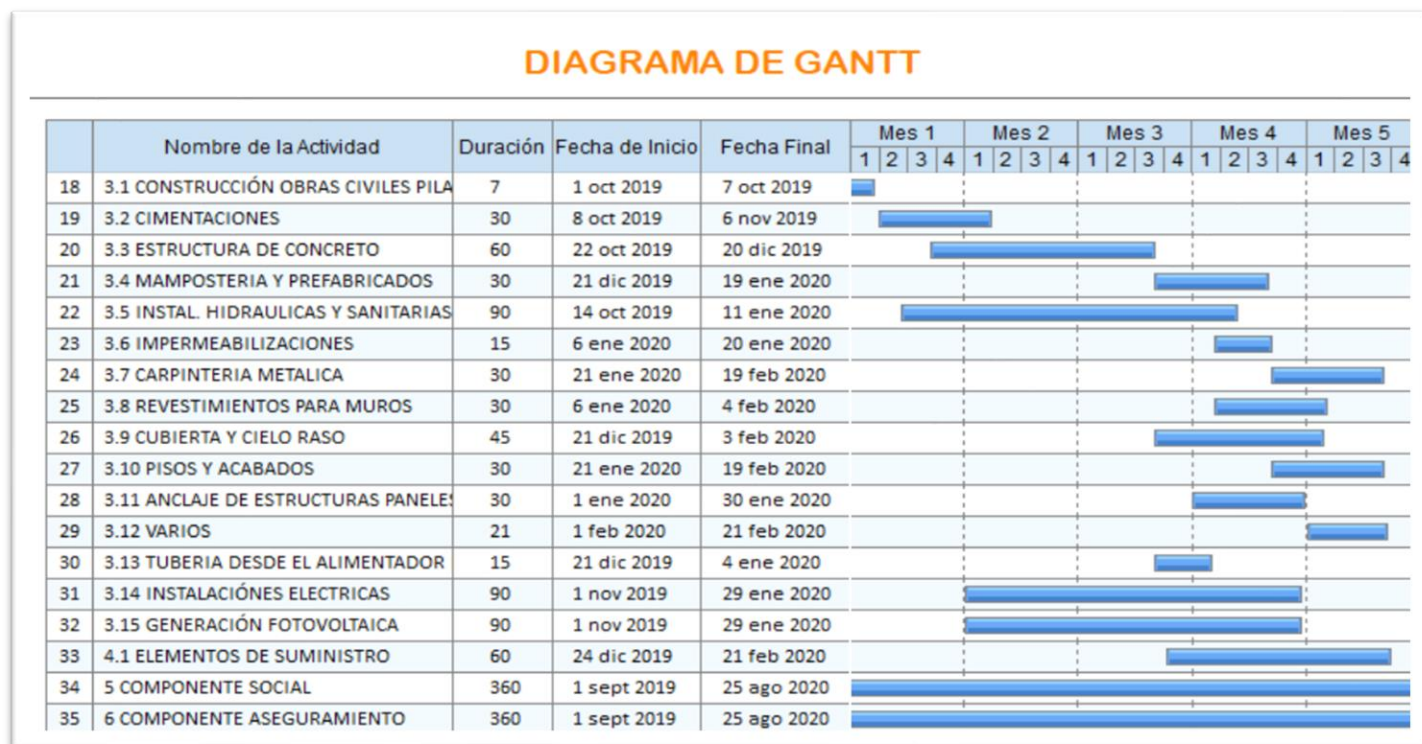 DIAGRAMA DE GANTT
Nombre de la Actividad Duración Fecha de Inicio Fecha Final Mes 1 Mes 2 Mes 3 Mes 4 Mes 5
1 2 3 4 1 2 3 4 1 2 3 4 1 2 3 4 1 2 3 4
18 3.1 CONSTRUCCIÓN OBRAS CIVILES PILA 7 1 oct 2019 7 oct 2019
19 3.2 CIMENTACIONES 30 8 oct 2019 6 nov 2019
20 3.3 ESTRUCTURA DE CONCRETO 60 22 oct 2019 20 dic 2019
21 3.4 MAMPOSTERIA Y PREFABRICADOS 30 21 dic 2019 19 ene 2020
22 3.5 INSTAL. HIDRAULICAS Y SANITARIAS 90 14 oct 2019 11 ene 2020
23 3.6 IMPERMEABILIZACIONES 15 6 ene 2020 20 ene 2020
24 3.7 CARPINTERIA METALICA 30 21 ene 2020 19 feb 2020
25 3.8 REVESTIMIENTOS PARA MUROS 30 6 ene 2020 4 feb 2020
26 3.9 CUBIERTA Y CIELO RASO 45 21 dic 2019 3 feb 2020
27 3.10 PISOS Y ACABADOS 30 21 ene 2020 19 feb 2020
28 3.11 ANCLAJE DE ESTRUCTURAS PANELES 30 1 ene 2020 30 ene 2020
29 3.12 VARIOS 21 1 feb 2020 21 feb 2020
30 3.13 TUBERIA DESDE EL ALIMENTADOR 15 21 dic 2019 4 ene 2020
31 3.14 INSTALACIÓNES ELECTRICAS 90 1 nov 2019 29 ene 2020
32 3.15 GENERACIÓN FOTOVOLTAICA 90 1 nov 2019 29 ene 2020
33 4.1 ELEMENTOS DE SUMINISTRO 60 24 dic 2019 21 feb 2020
34 5 COMPONENTE SOCIAL 360 1 sept 2019 25 ago 2020
35 6 COMPONENTE ASEGURAMIENTO 360 1 sept 2019 25 ago 2020